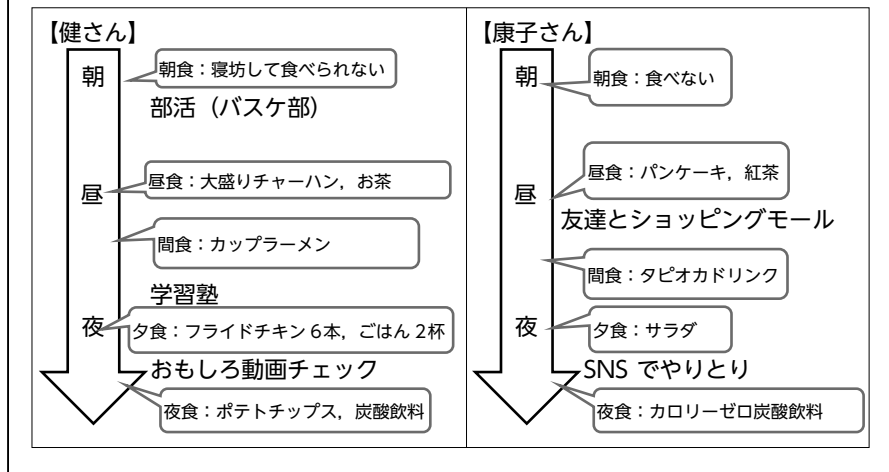 【健さん】
朝
朝食：寝坊して食べられない
部活（バスケ部）
昼
昼食：大盛りチャーハン，お茶
間食：カップラーメン
学習塾
夜
夕食：フライドチキン 6本，ごはん 2杯
おもしろ動画チェック
夜食：ポテトチップス，炭酸飲料
【康子さん】
朝
朝食：食べない
昼
昼食：パンケーキ，紅茶
友達とショッピングモール
間食：タピオカドリンク
夜
夕食：サラダ
SNS でやりとり
夜食：カロリーゼロ炭酸飲料